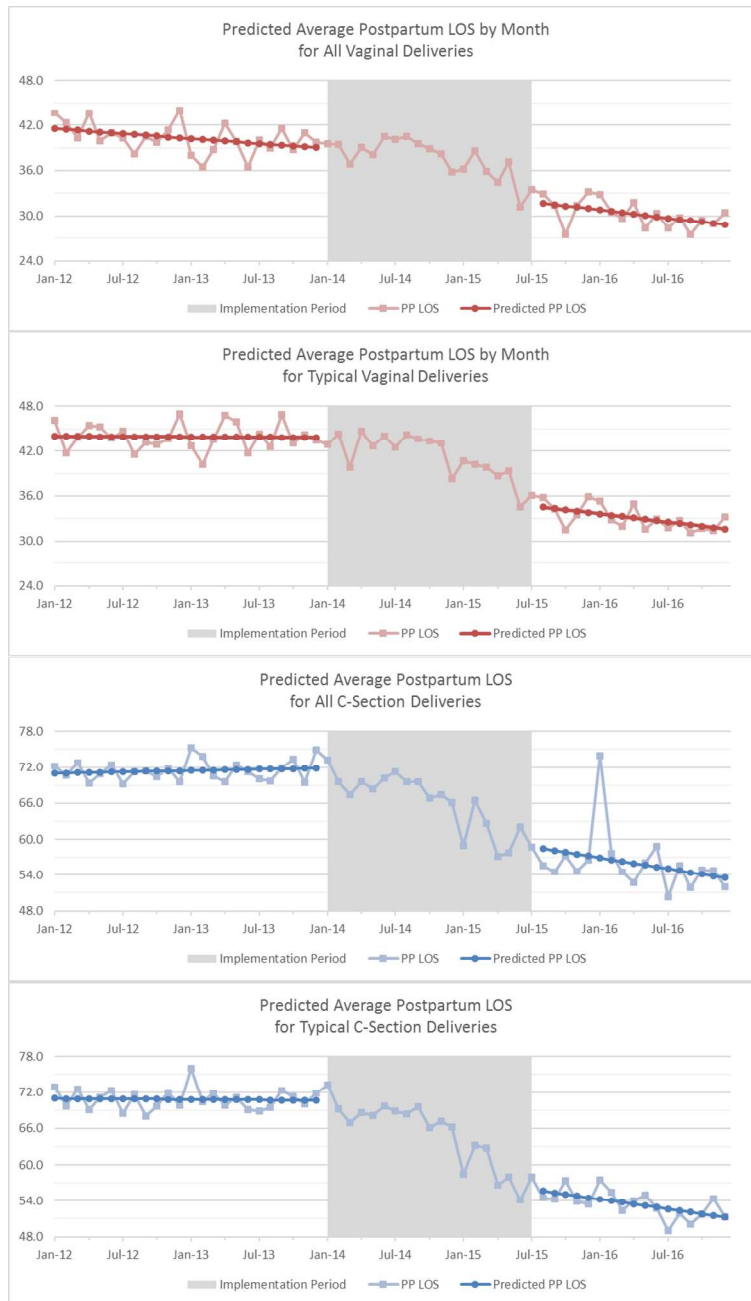 Predicted Average Postpartum LOS by Month
for All Vaginal Deliveries
48.0
42.0
36.0
30.0
24.0
Jan-12 Jul-12 Jan-13 Jul-13 Jan-14 Jul-14 Jan-15 Jul-15 Jan-16 Jul-16
Implementation Period PP LOS Predicted PP LOS
Predicted Average Postpartum LOS by Month
for Typical Vaginal Deliveries
48.0
42.0
36.0
30.0
24.0
Jan-12 Jul-12 Jan-13 Jul-13 Jan-14 Jul-14 Jan-15 Jul-15 Jan-16 Jul-16
Implementation Period PP LOS Predicted PP LOS
Predicted Average Postpartum LOS
for All C-Section Deliveries
78.0
72.0
66.0
60.0
54.0
48.0
Jan-12 Jul-12 Jan-13 Jul-13 Jan-14 Jul-14 Jan-15 Jul-15 Jan-16 Jul-16
Implementation Period PP LOS Predicted PP LOS
Predicted Average Postpartum LOS
for Typical C-Section Deliveries
78.0
72.0
66.0
60.0
54.0
48.0
Jan-12 Jul-12 Jan-13 Jul-13 Jan-14 Jul-14 Jan-15 Jul-15 Jan-16 Jul-16
Implementation Period PP LOS Predicted PP LOS